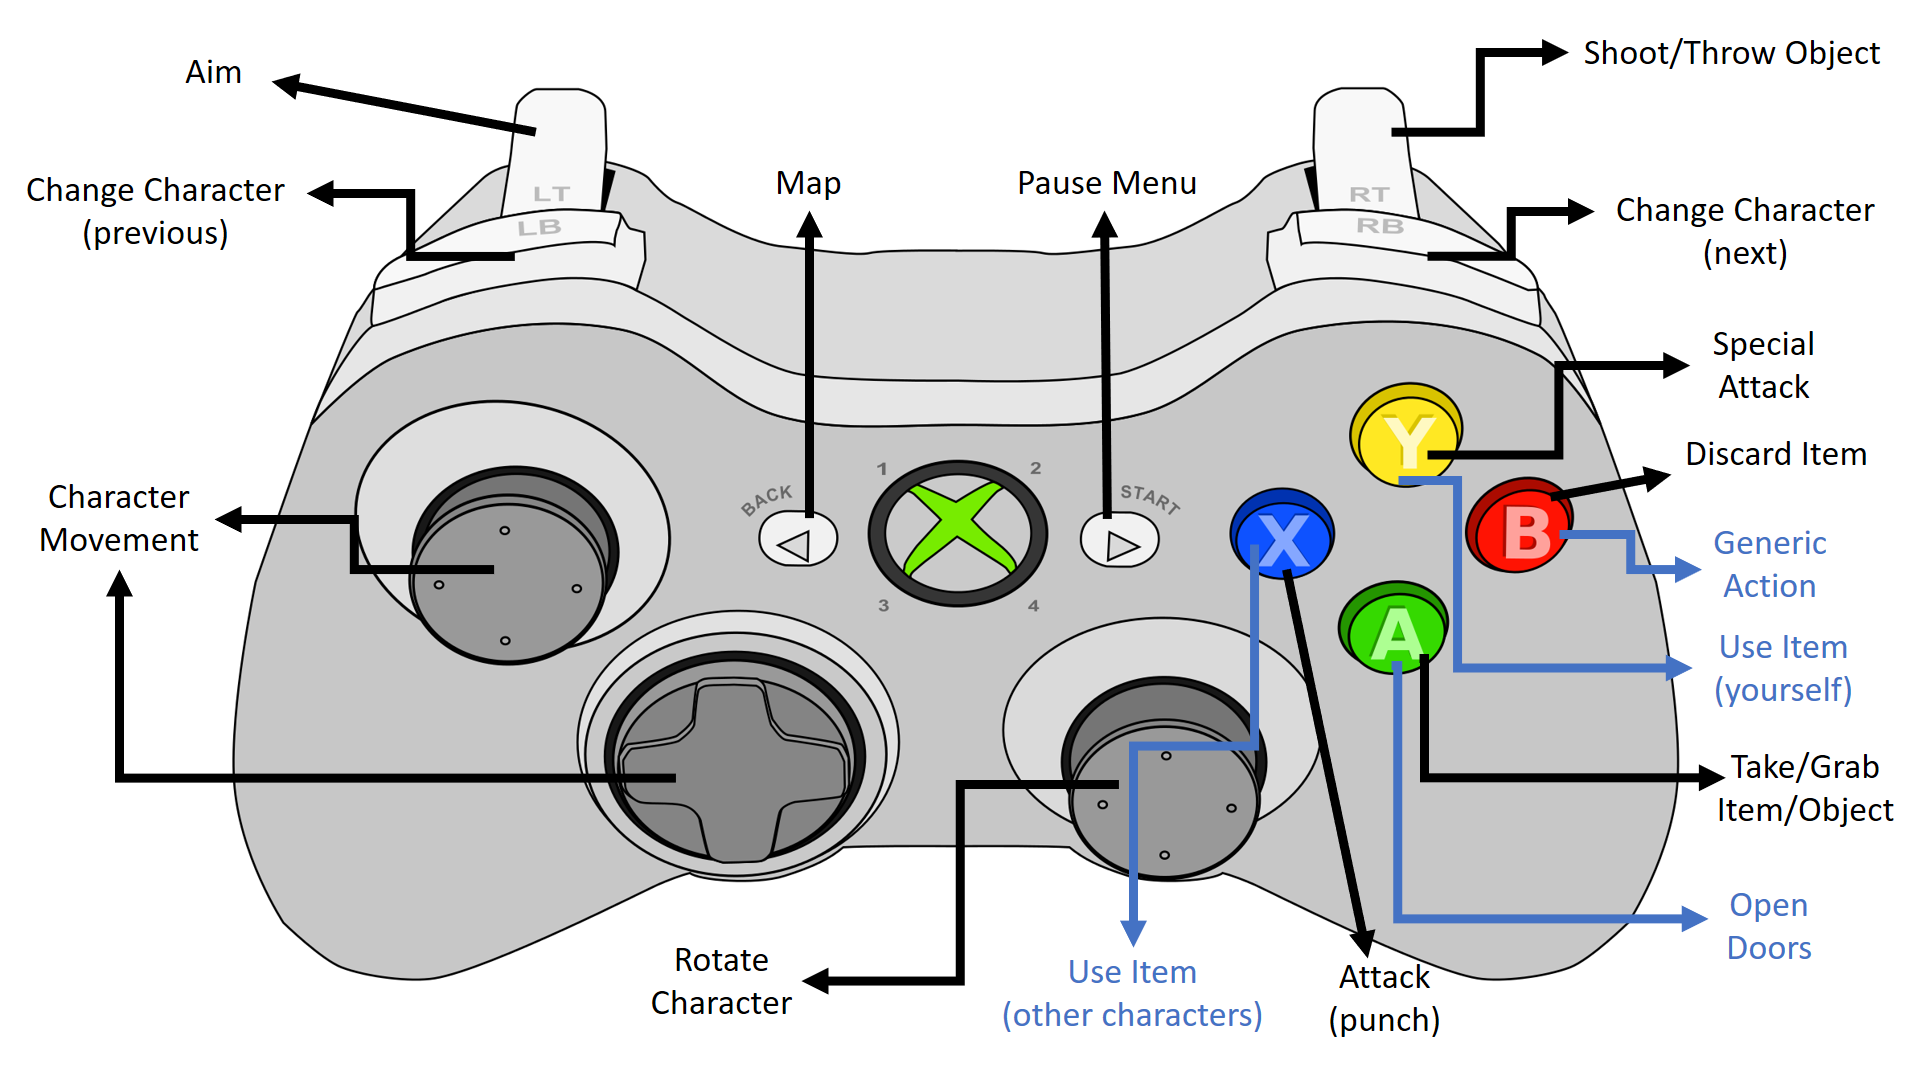 Aim
Shoot/Throw Object
Change Character
(previous)
Map
Pause Menu
LT
LB
RT
RB
Change Character
(next)
Special
Attack
Y
Discard Item
Character
Movement
BACK
1
2
3
4
START
X
B
A
Generic
Action
Use Item
(yourself)
Take/Grab
Item/Object
Open
Doors
Rotate
Character
Use Item
(other characters)
Attack
(punch)